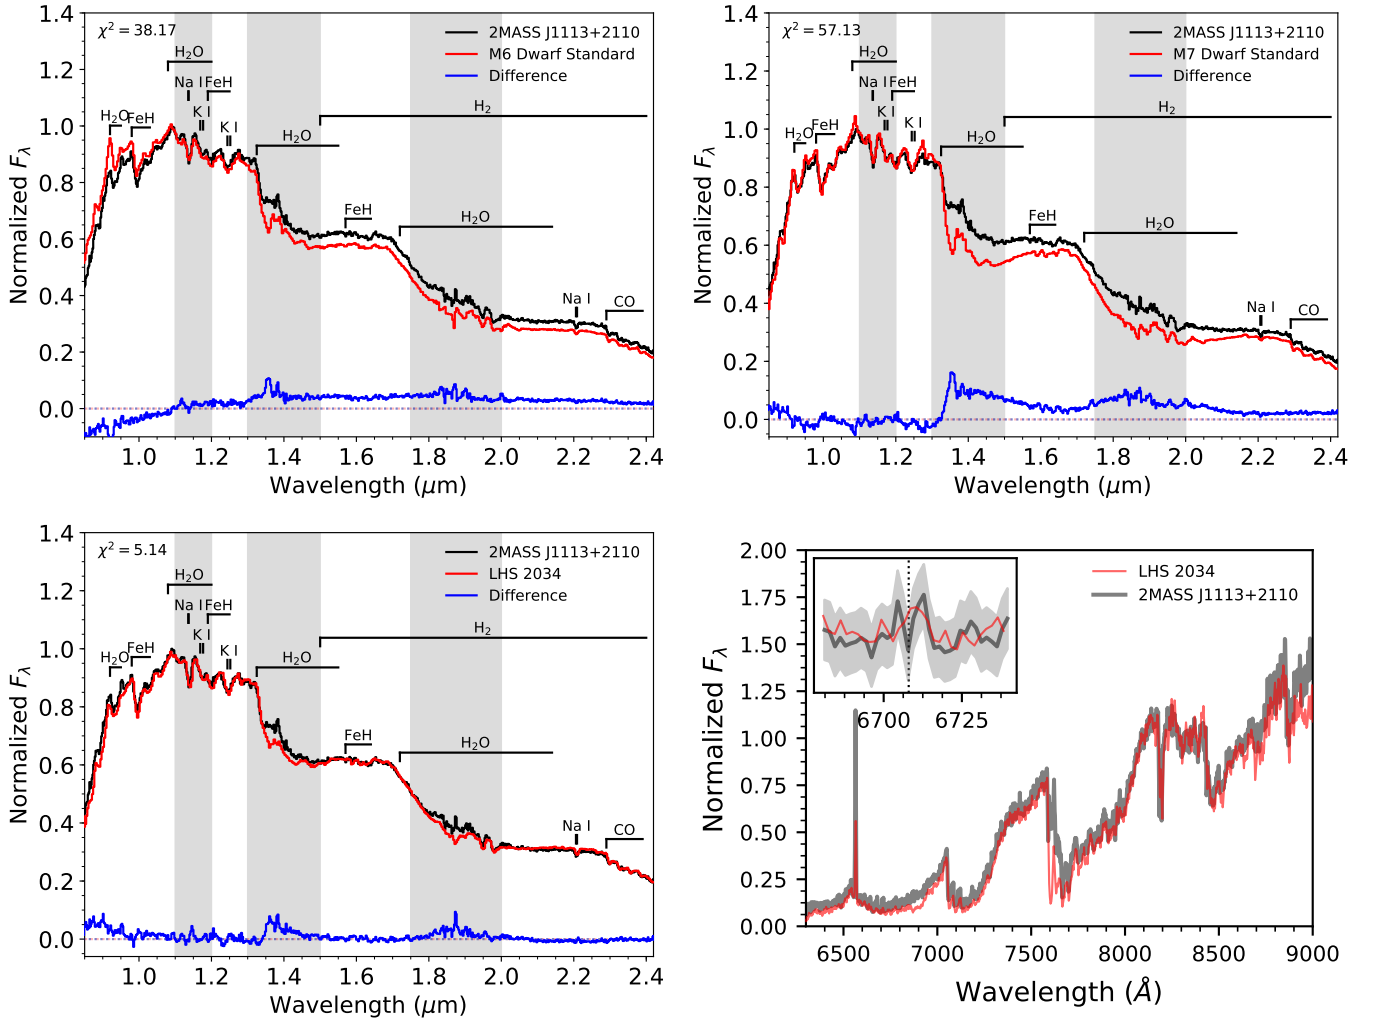 χ² = 38.17
2MASS J1113+2110
M6 Dwarf Standard
Difference
H₂O
Na I
FeH
H₂O
FeH
K I
K I
H₂
H₂O
FeH
H₂O
Na I
CO
Normalized Fλ
1.4
1.2
1.0
0.8
0.6
0.4
0.2
0.0
1.0 1.2 1.4 1.6 1.8 2.0 2.2 2.4
Wavelength (μm)
χ² = 57.13
2MASS J1113+2110
M7 Dwarf Standard
Difference
H₂O
Na I
FeH
H₂O
FeH
K I
K I
H₂
H₂O
FeH
H₂O
Na I
CO
Normalized Fλ
1.4
1.2
1.0
0.8
0.6
0.4
0.2
0.0
1.0 1.2 1.4 1.6 1.8 2.0 2.2 2.4
Wavelength (μm)
χ² = 5.14
2MASS J1113+2110
LHS 2034
Difference
H₂O
Na I
FeH
H₂O
FeH
K I
K I
H₂
H₂O
FeH
H₂O
Na I
CO
Normalized Fλ
1.4
1.2
1.0
0.8
0.6
0.4
0.2
0.0
1.0 1.2 1.4 1.6 1.8 2.0 2.2 2.4
Wavelength (μm)
LHS 2034
2MASS J1113+2110
6700 6725
Normalized Fλ
2.00
1.75
1.50
1.25
1.00
0.75
0.50
0.25
0.00
6500 7000 7500 8000 8500 9000
Wavelength (Å)